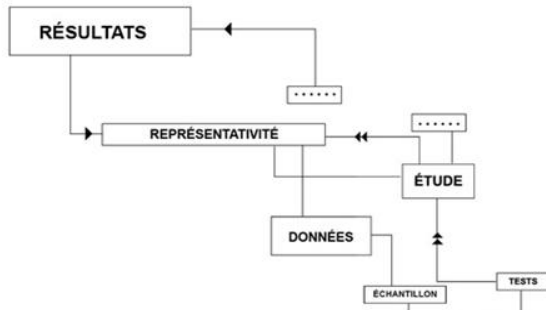 RÉSULTATS
......
......
REPRÉSENTATIVITÉ
ÉTUDE
DONNÉES
TESTS
ÉCHANTILLON